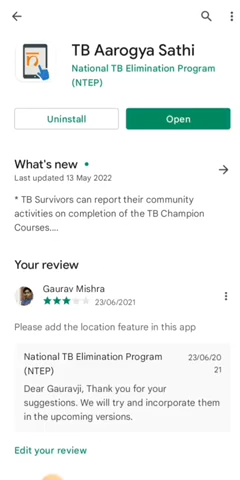 TB Aarogya Sathi
National TB Elimination Program
(NTEP)
Uninstall
Open
What's new
Last updated 13 May 2022
* TB Survivors can report their community
activities on completion of the TB Champion
Courses....
Your review
Gaurav Mishra
23/06/2021
Please add the location feature in this app
National TB Elimination Program
(NTEP)
23/06/20
21
Dear Gauravji, Thank you for your
suggestions. We will try and incorporate them
in the upcoming versions.
Edit your review